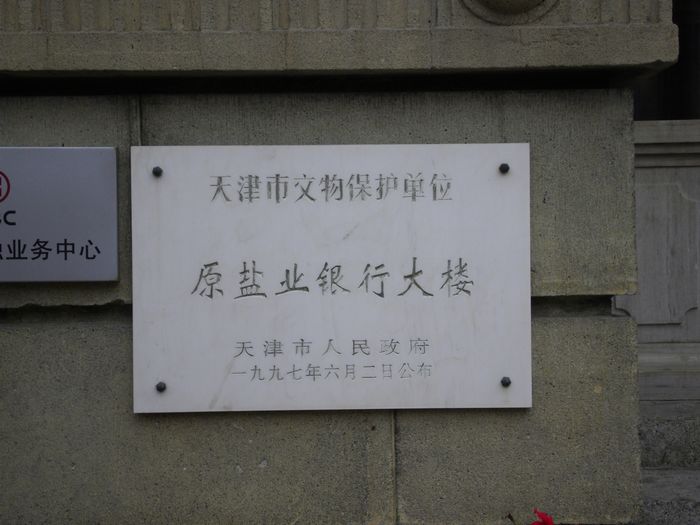 天津市文物保护单位
原盐业银行大楼
天津市人民政府
一九九七年六月二日公布
业务中心